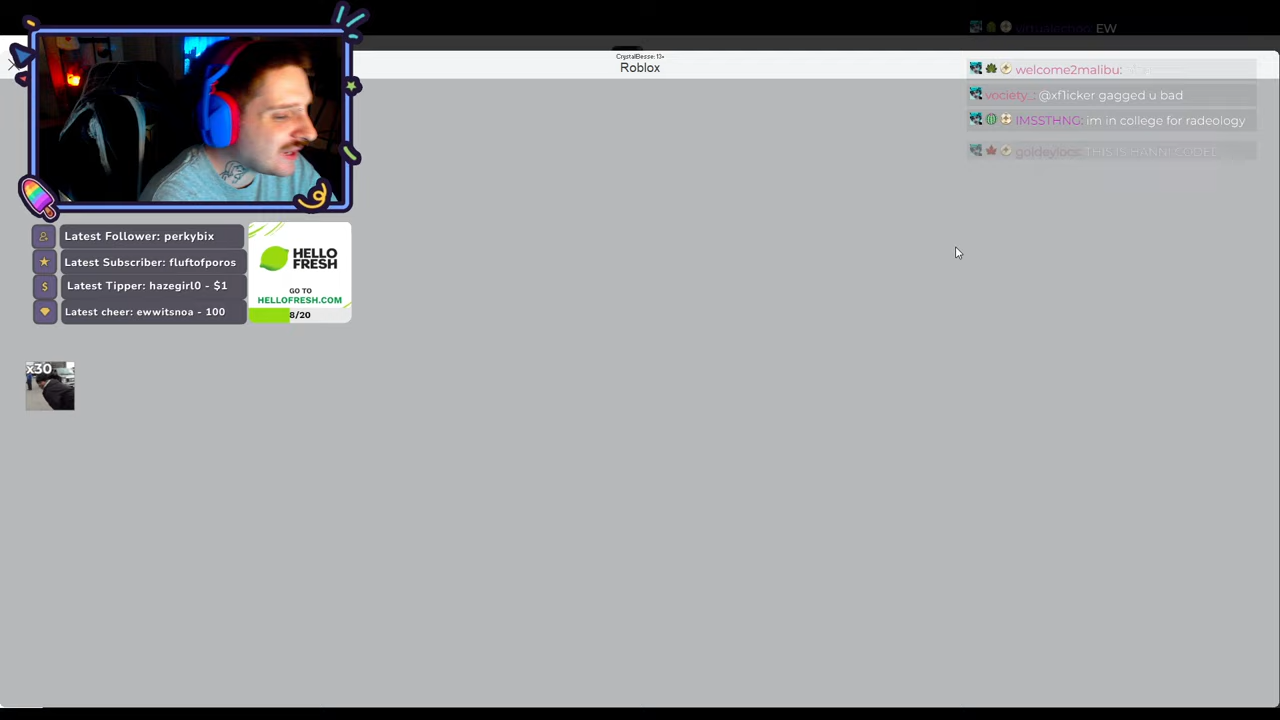 EW
CrystalBesse: 13+
Roblox
welcome2malibu:
vociety_: @xf1icker gagged u bad
IMSSTHNG: im in college for radeology
goldeylocs: THIS IS HANNI CODEL
Latest Follower: perkybix
Latest Subscriber: fluftofporos
Latest Tipper: hazegirl0 - $1
Latest cheer: ewwitsnoa - 100
HELLO
FRESH
GO TO
HELLOFRESH.COM
8/20
x30